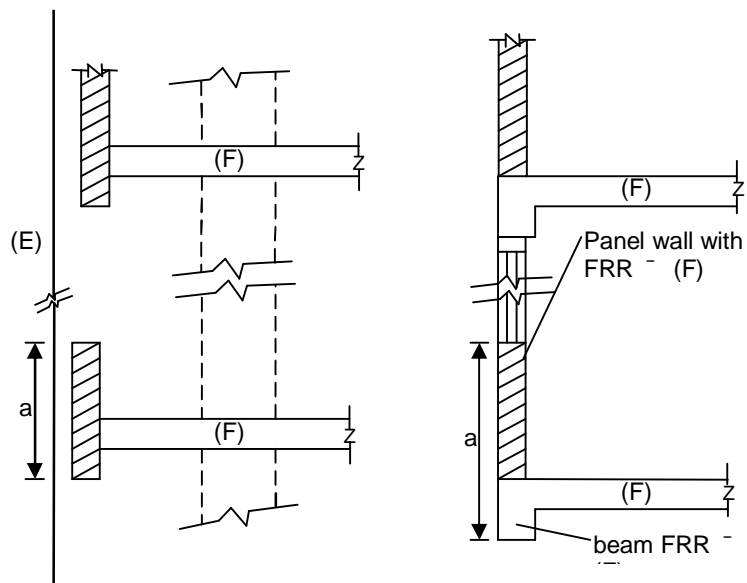 (F)
(F)
(E)
Panel wall with
FRR ⁻ (F)
a
a
(F)
(F)
beam FRR ⁻